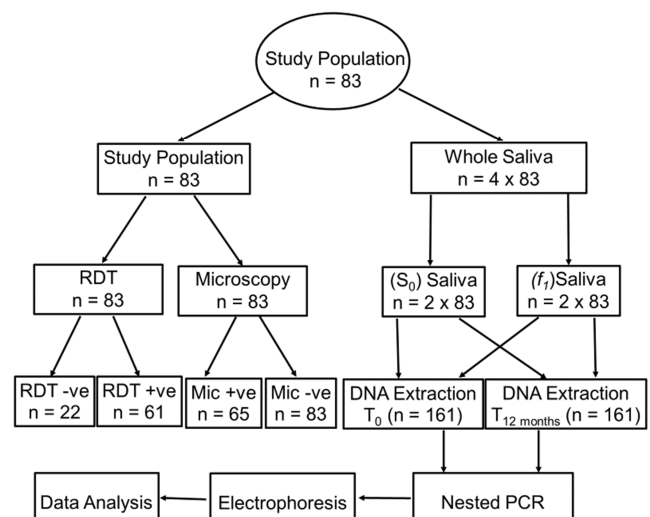 Study Population
n = 83
Study Population
n = 83
Whole Saliva
n = 4 x 83
RDT
n = 83
Microscopy
n = 83
(S0) Saliva
n = 2 x 83
(f1)Saliva
n = 2 x 83
RDT -ve
n = 22
RDT +ve
n = 61
Mic +ve
n = 65
Mic -ve
n = 83
DNA Extraction
T0 (n = 161)
DNA Extraction
T12 months (n = 161)
Data Analysis
Electrophoresis
Nested PCR